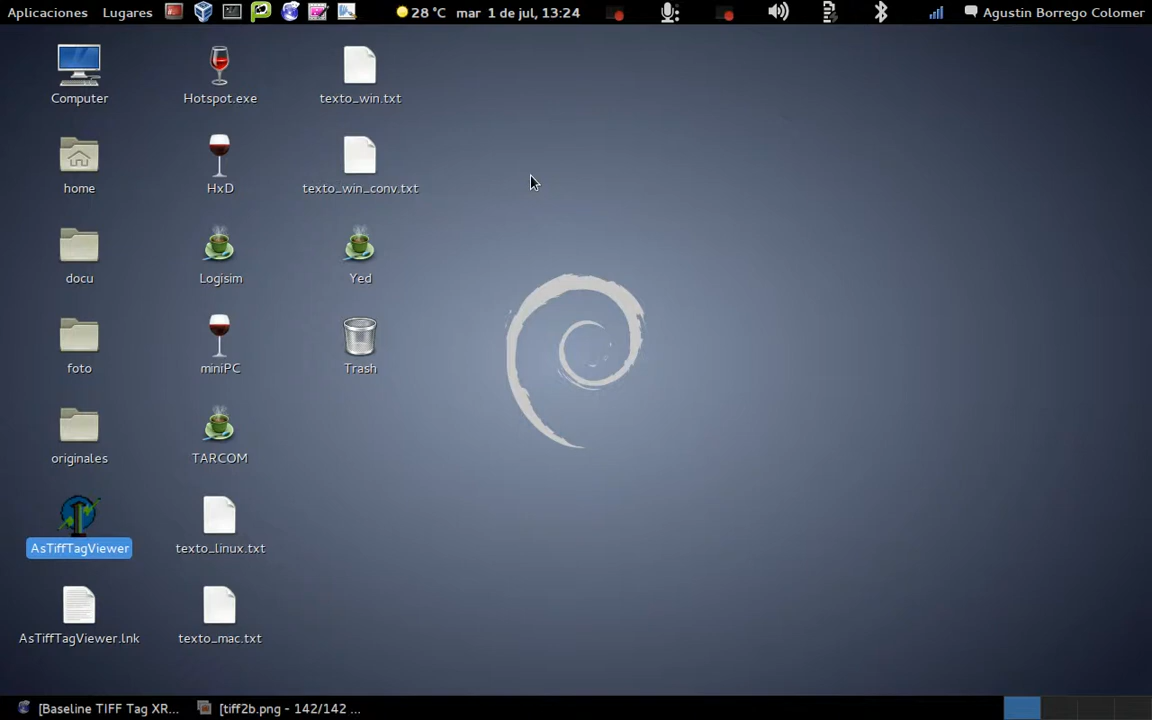 Aplicaciones Lugares 28 °C mar 1 de jul, 13:24 Agustin Borrego Colomer
Computer Hotspot.exe texto_win.txt
home HxD texto_win_conv.txt
docu Logisim Yed
foto miniPC Trash
originales TARCOM
AsTiffTagViewer texto_linux.txt
AsTiffTagViewer.lnk texto_mac.txt
[Baseline TIFF Tag XR... [tiff2b.png - 142/142 ...